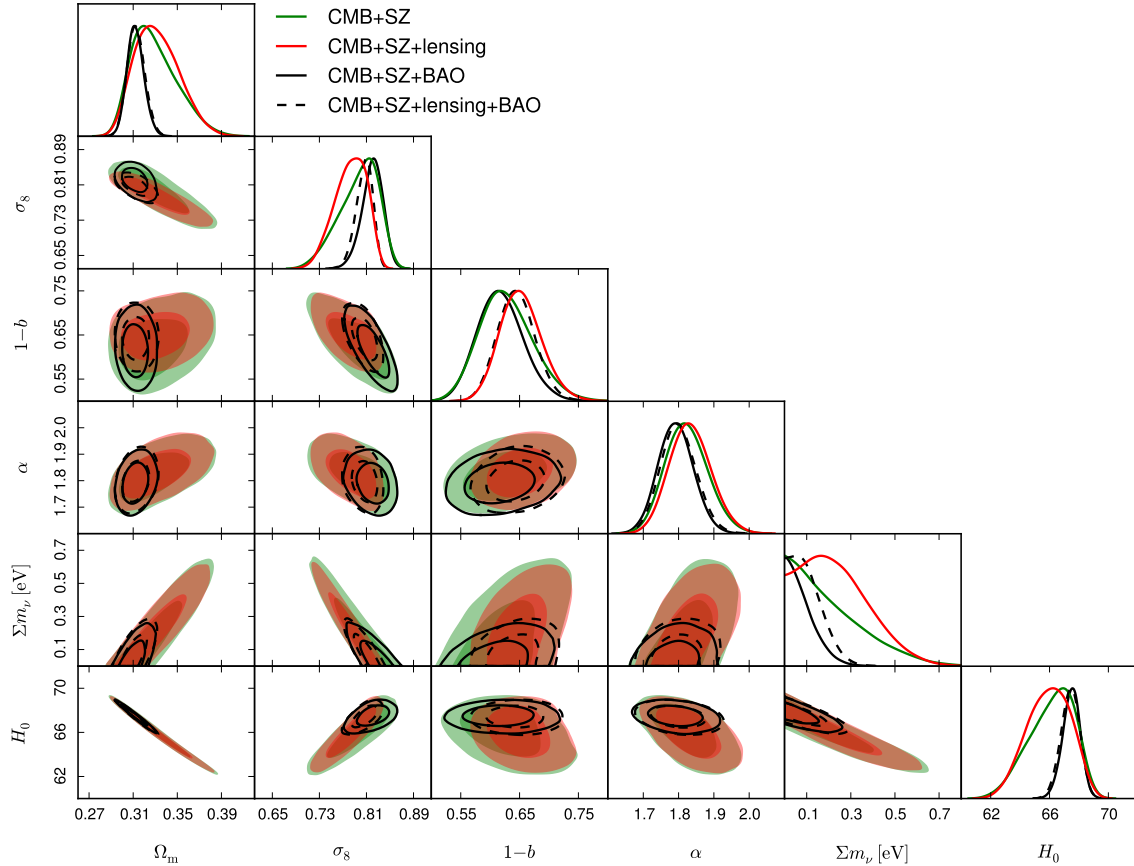 CMB+SZ
CMB+SZ+lensing
CMB+SZ+BAO
CMB+SZ+lensing+BAO
σ₈
0.89
0.81
0.73
0.65
1−b
0.75
0.65
0.55
α
2.0
1.9
1.8
1.7
Σmν [eV]
0.7
0.5
0.3
0.1
H₀
70
66
62
0.27 0.31 0.35 0.39
0.65 0.73 0.81 0.89
0.55 0.65 0.75
1.7 1.8 1.9 2.0
0.1 0.3 0.5 0.7
62 66 70
Ωm
σ₈
1−b
α
Σmν [eV]
H₀